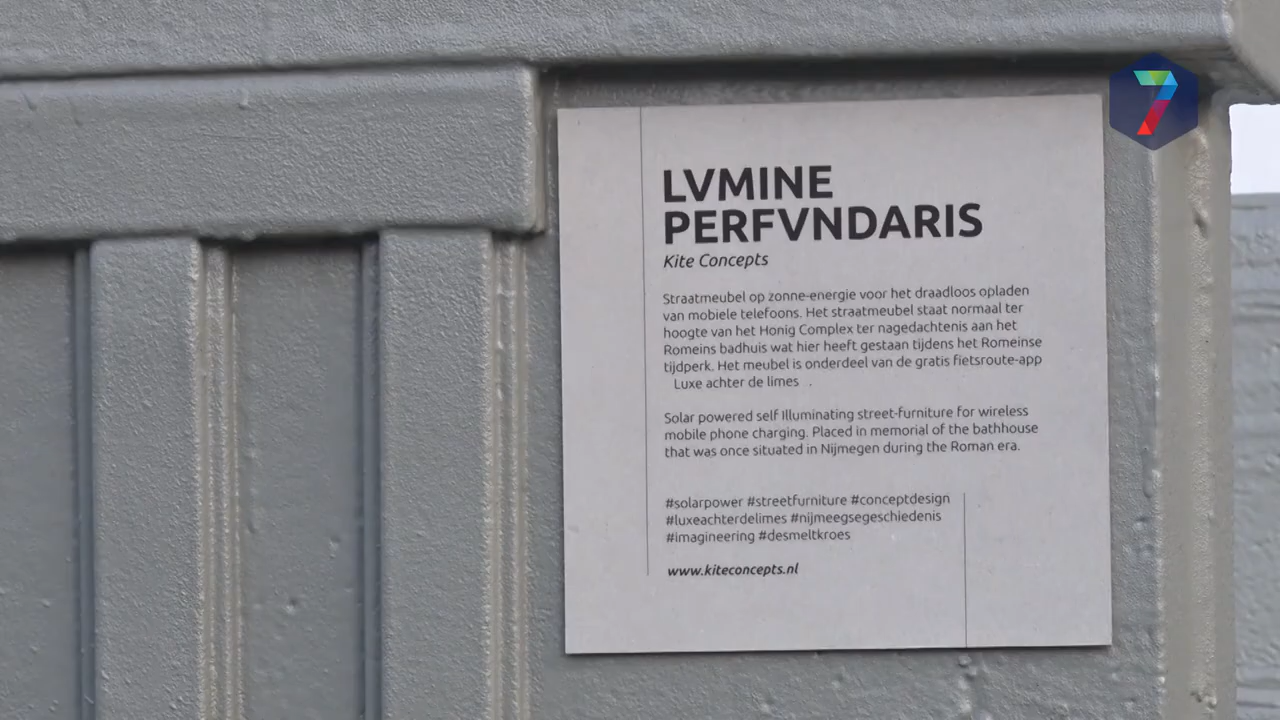 7
LVMINE
PERFVNDARIS
Kite Concepts
Straatmeubel op zonne-energie voor het draadloos opladen
van mobiele telefoons. Het straatmeubel staat normaal ter
hoogte van het Honig Complex ter nagedachtenis aan het
Romeins badhuis wat hier heeft gestaan tijdens het Romeinse
tijdperk. Het meubel is onderdeel van de gratis fietsroute-app
Luxe achter de limes .
Solar powered self Illuminating street-furniture for wireless
mobile phone charging. Placed in memorial of the bathhouse
that was once situated in Nijmegen during the Roman era.
#solarpower #streetfurniture #conceptdesign
#luxeachterdelimes #nijmeegsegeschiedenis
#imagineering #desmeltkroes
www.kiteconcepts.nl